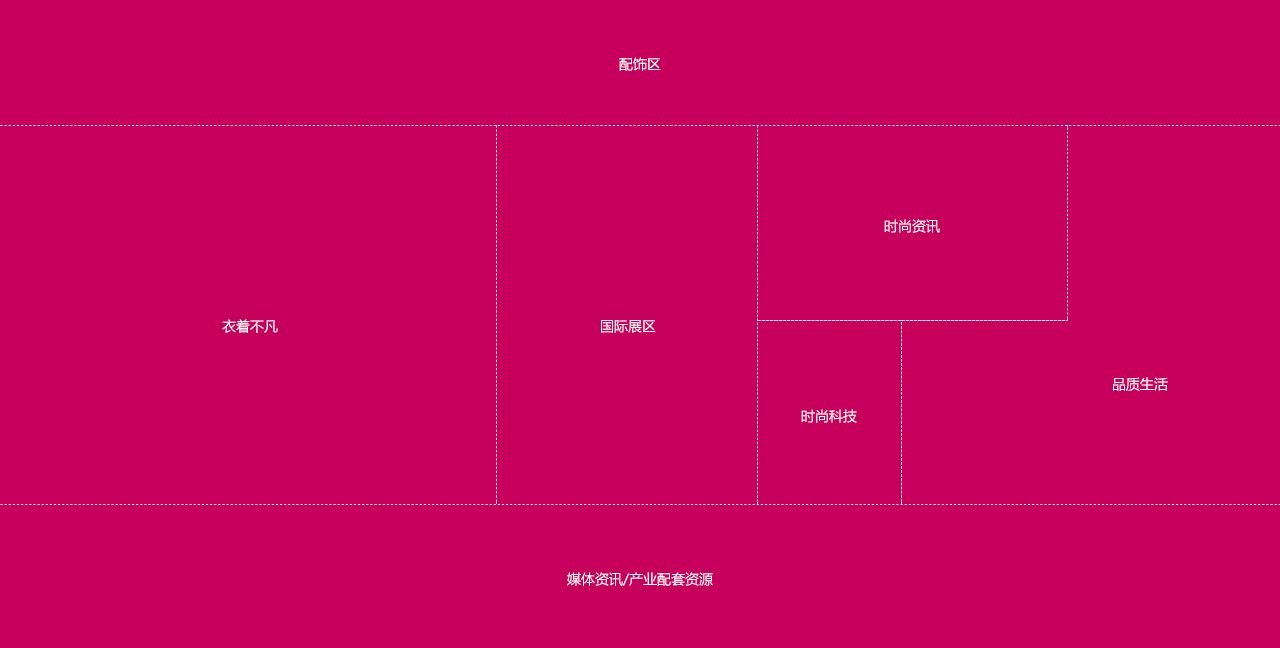 配饰区
时尚资讯
衣着不凡
国际展区
品质生活
时尚科技
媒体资讯/产业配套资源